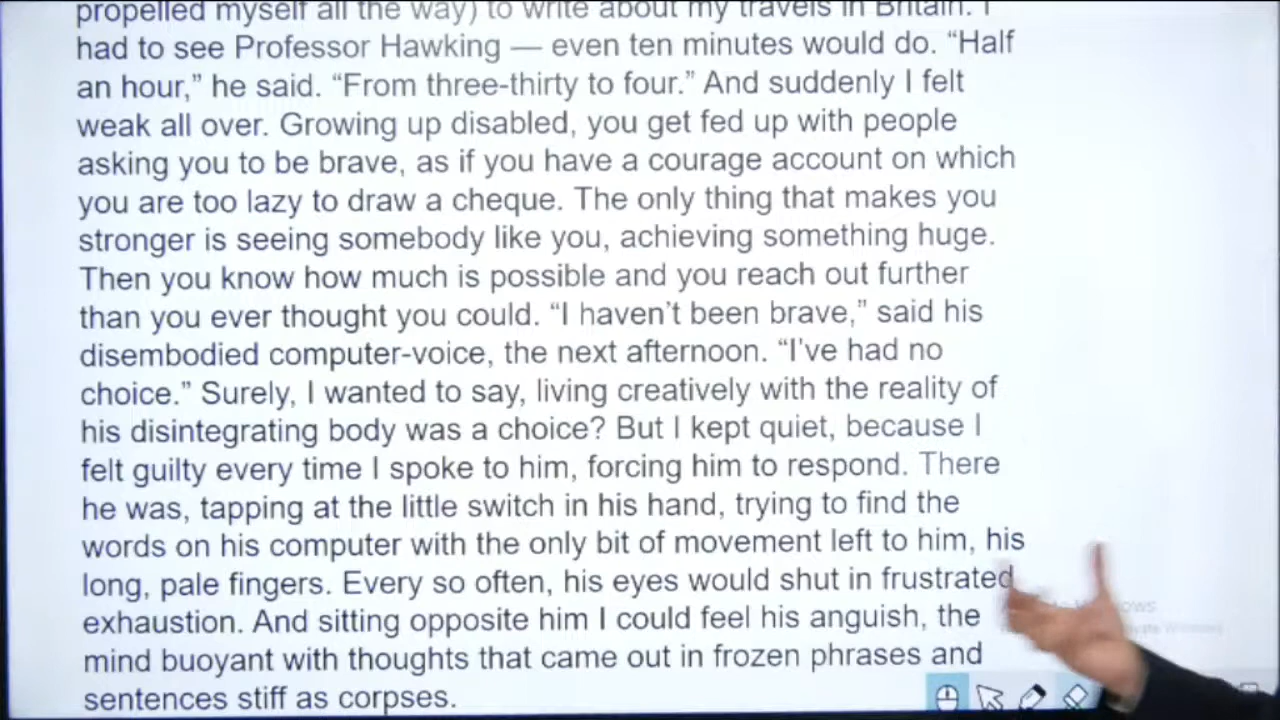 propelled myself all the way) to write about my travels in Britain. I
had to see Professor Hawking — even ten minutes would do. “Half
an hour,” he said. “From three-thirty to four.” And suddenly I felt
weak all over. Growing up disabled, you get fed up with people
asking you to be brave, as if you have a courage account on which
you are too lazy to draw a cheque. The only thing that makes you
stronger is seeing somebody like you, achieving something huge.
Then you know how much is possible and you reach out further
than you ever thought you could. “I haven’t been brave,” said his
disembodied computer-voice, the next afternoon. “I’ve had no
choice.” Surely, I wanted to say, living creatively with the reality of
his disintegrating body was a choice? But I kept quiet, because I
felt guilty every time I spoke to him, forcing him to respond. There
he was, tapping at the little switch in his hand, trying to find the
words on his computer with the only bit of movement left to him, his
long, pale fingers. Every so often, his eyes would shut in frustrated
exhaustion. And sitting opposite him I could feel his anguish, the
mind buoyant with thoughts that came out in frozen phrases and
sentences stiff as corpses.